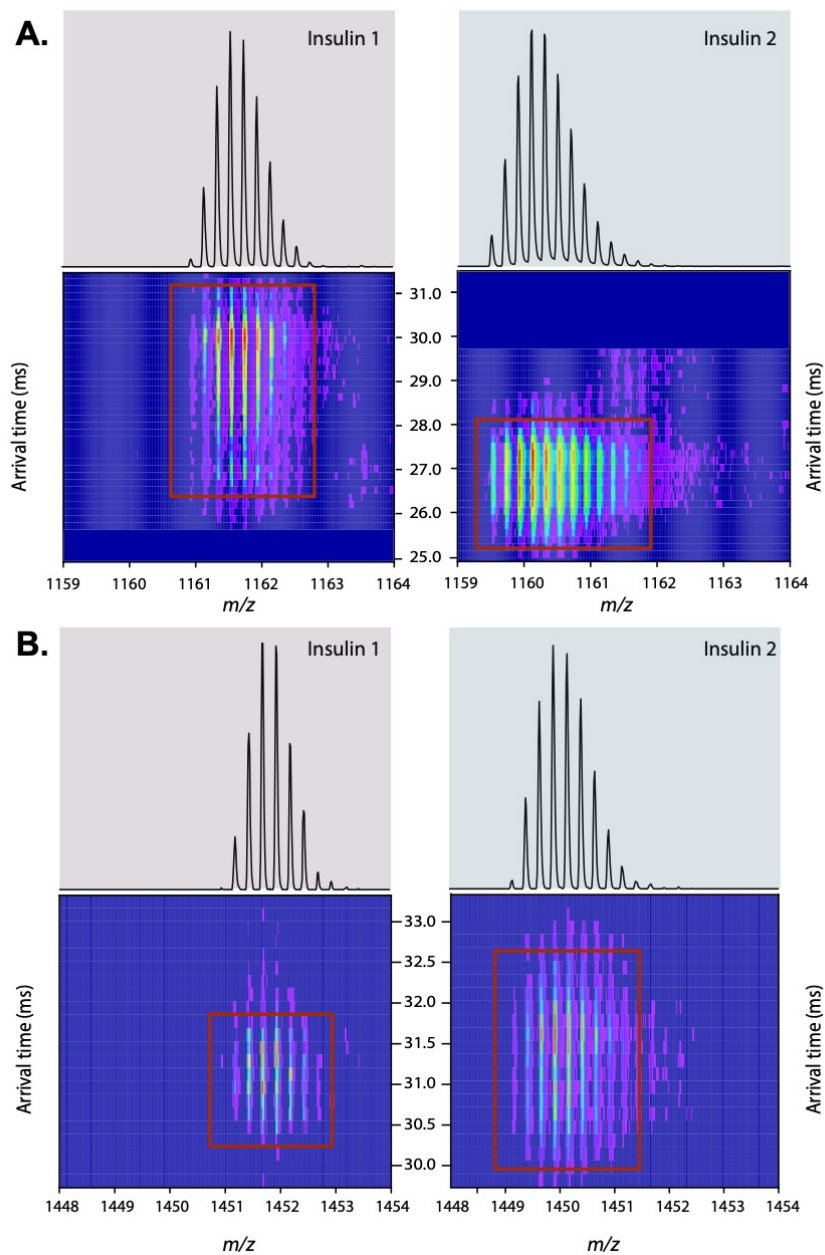 A.
Insulin 1
Insulin 2
31.0
30.0
29.0
28.0
27.0
26.0
25.0
Arrival time (ms)
Arrival time (ms)
1159 1160 1161 1162 1163 1164
1159 1160 1161 1162 1163 1164
m/z
m/z
B.
Insulin 1
Insulin 2
33.0
32.5
32.0
31.5
31.0
30.5
30.0
Arrival time (ms)
Arrival time (ms)
1448 1449 1450 1451 1452 1453 1454
1448 1449 1450 1451 1452 1453 1454
m/z
m/z